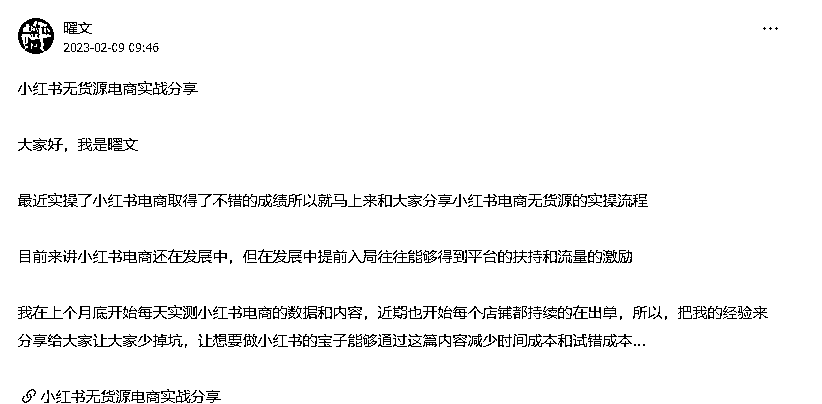 曜文
2023-02-09 09:46
小红书无货源电商实战分享
大家好，我是曜文
最近实操了小红书电商取得了不错的成绩所以就马上来和大家分享小红书电商无货源的实操流程
目前来讲小红书电商还在发展中，但在发展中提前入局往往能够得到平台的扶持和流量的激励
我在上个月底开始每天实测小红书电商的数据和内容，近期也开始每个店铺都持续的在出单，所以，把我的经验来
分享给大家让大家少掉坑，让想要做小红书的宝子能够通过这篇内容减少时间成本和试错成本...
小红书无货源电商实战分享